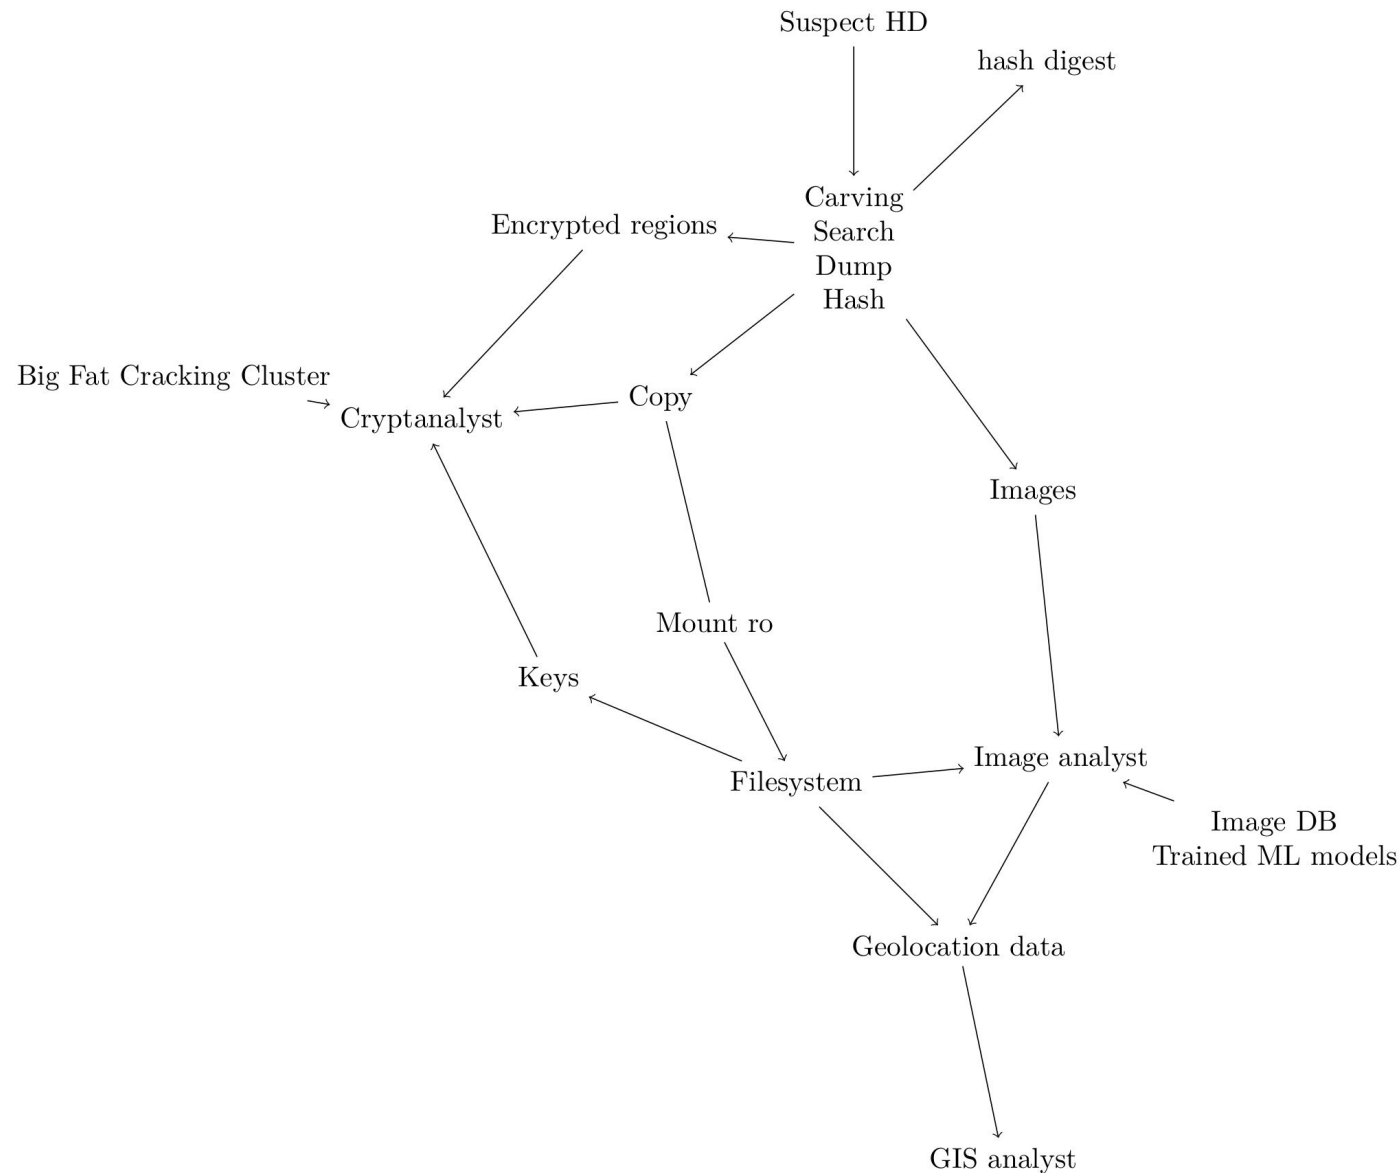 Suspect HD
hash digest
Carving
Search
Dump
Hash
Encrypted regions
Big Fat Cracking Cluster
Copy
Cryptanalyst
Images
Mount ro
Keys
Image analyst
Filesystem
Image DB
Trained ML models
Geolocation data
GIS analyst